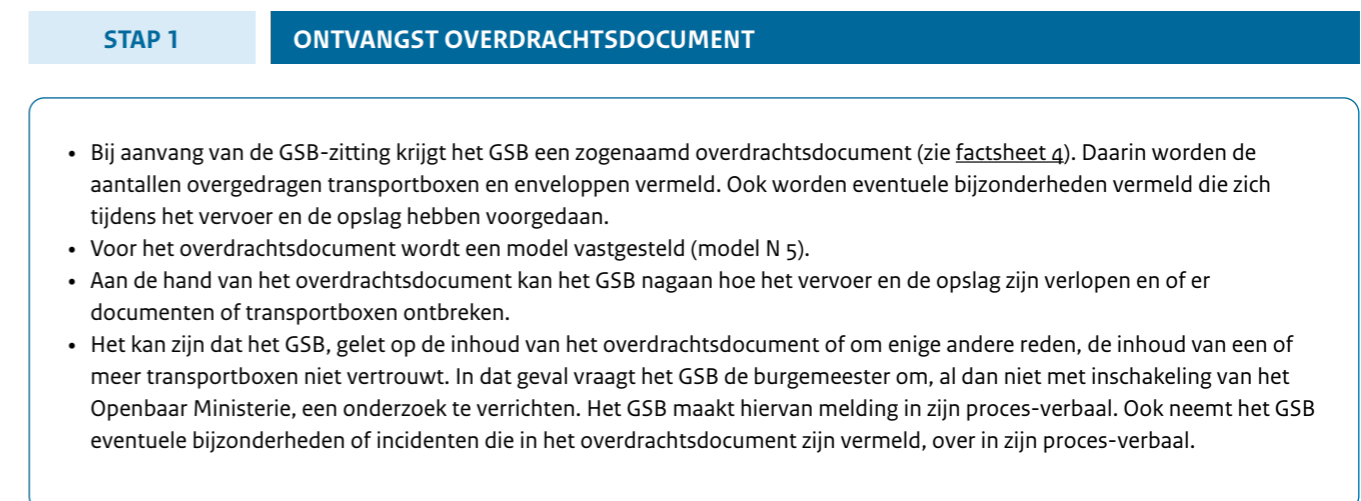 STAP 1
ONTVANGST OVERDRACHTSDOCUMENT
• Bij aanvang van de GSB-zitting krijgt het GSB een zogenaamd overdrachtsdocument (zie factsheet 4). Daarin worden de
aantallen overgedragen transportboxen en enveloppen vermeld. Ook worden eventuele bijzonderheden vermeld die zich
tijdens het vervoer en de opslag hebben voorgedaan.
• Voor het overdrachtsdocument wordt een model vastgesteld (model N 5).
• Aan de hand van het overdrachtsdocument kan het GSB nagaan hoe het vervoer en de opslag zijn verlopen en of er
documenten of transportboxen ontbreken.
• Het kan zijn dat het GSB, gelet op de inhoud van het overdrachtsdocument of om enige andere reden, de inhoud van een of
meer transportboxen niet vertrouwt. In dat geval vraagt het GSB de burgemeester om, al dan niet met inschakeling van het
Openbaar Ministerie, een onderzoek te verrichten. Het GSB maakt hiervan melding in zijn proces-verbaal. Ook neemt het GSB
eventuele bijzonderheden of incidenten die in het overdrachtsdocument zijn vermeld, over in zijn proces-verbaal.